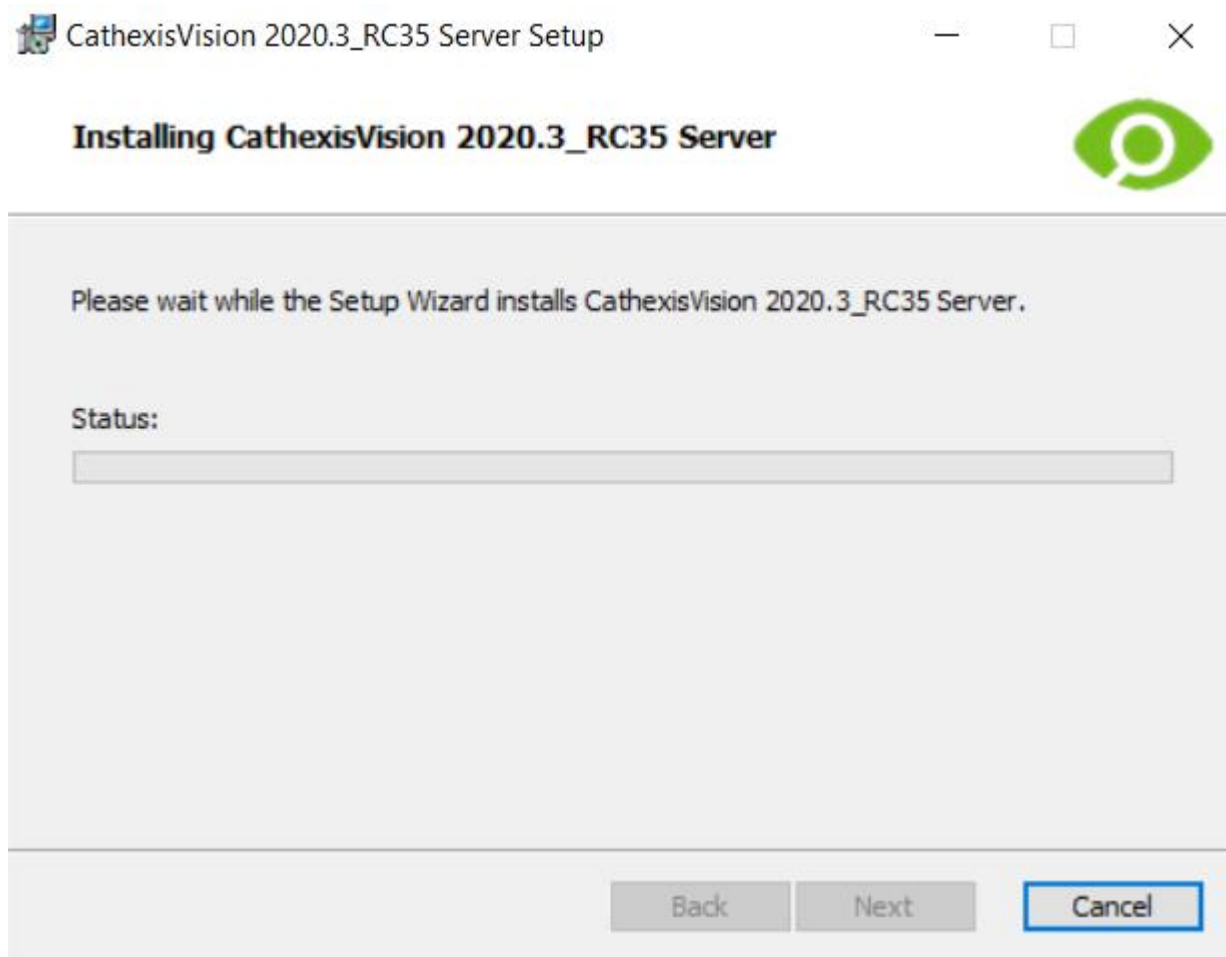 CathexisVision 2020.3_RC35 Server Setup
Installing CathexisVision 2020.3_RC35 Server
Please wait while the Setup Wizard installs CathexisVision 2020.3_RC35 Server.
Status:
Back Next Cancel